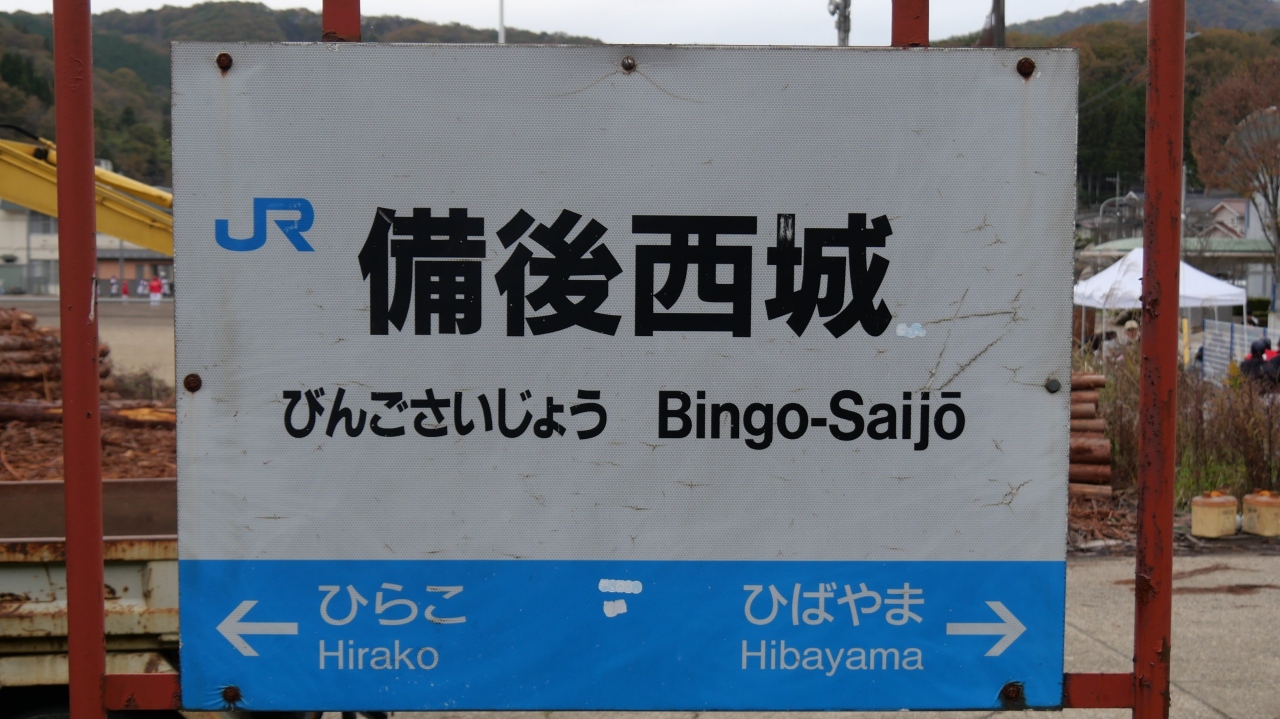 JR
備後西城
びんごさいじょう Bingo-Saijō
← ひらこ ひばやま →
Hirako Hibayama